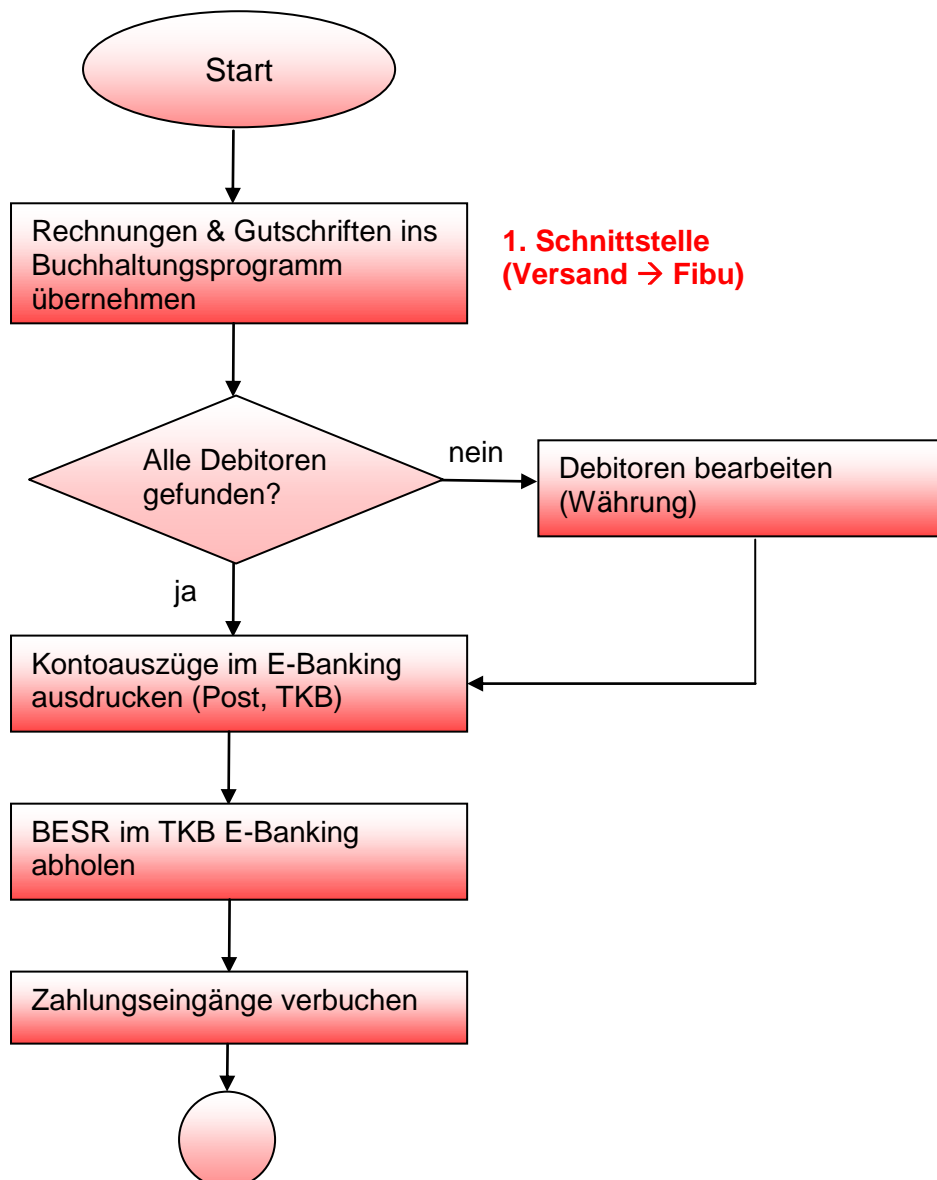 Start
Rechnungen & Gutschriften ins
Buchhaltungsprogramm
übernehmen
1. Schnittstelle
(Versand → Fibu)
Alle Debitoren
gefunden?
nein
Debitoren bearbeiten
(Währung)
ja
Kontoauszüge im E-Banking
ausdrucken (Post, TKB)
BESR im TKB E-Banking
abholen
Zahlungseingänge verbuchen